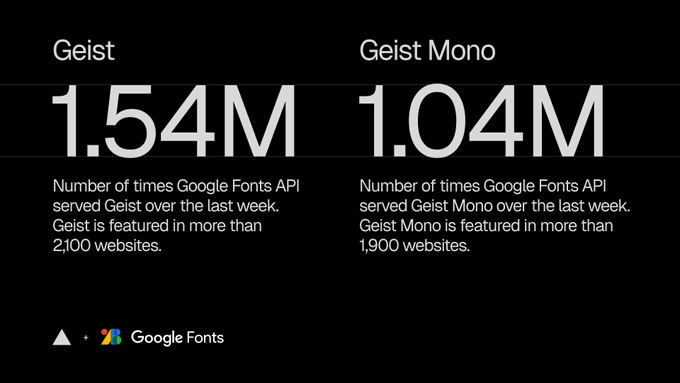 Geist
1.54M
Number of times Google Fonts API
served Geist over the last week.
Geist is featured in more than
2,100 websites.
Geist Mono
1.04M
Number of times Google Fonts API
served Geist Mono over the last week.
Geist Mono is featured in more than
1,900 websites.
+ Google Fonts